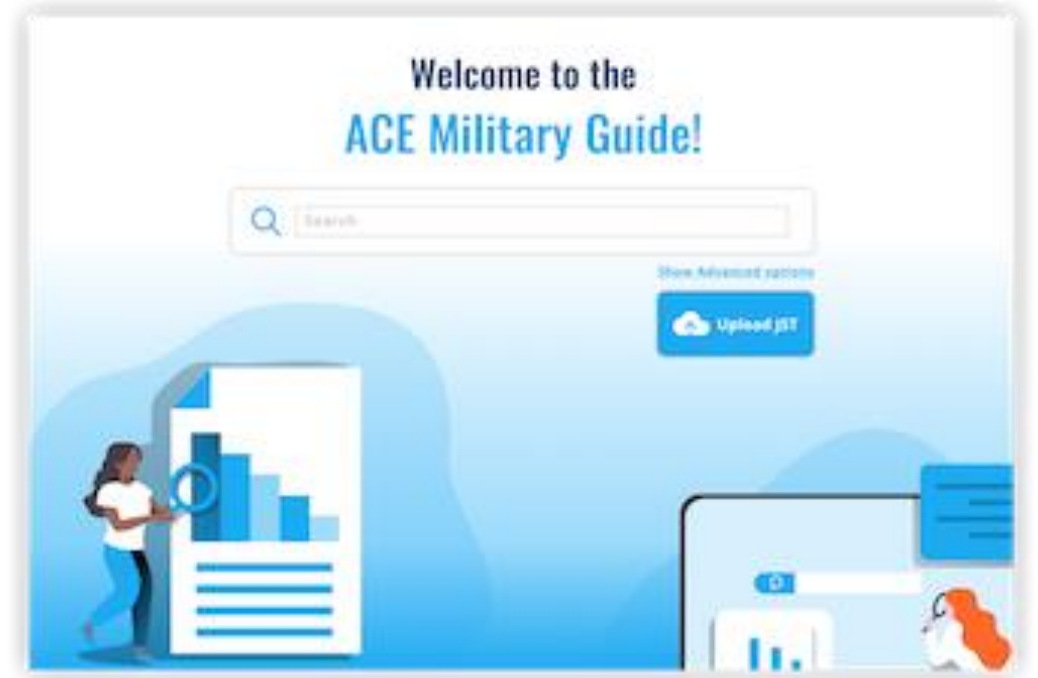 Welcome to the
ACE Military Guide!
Search
Show Advanced options
Upload JST